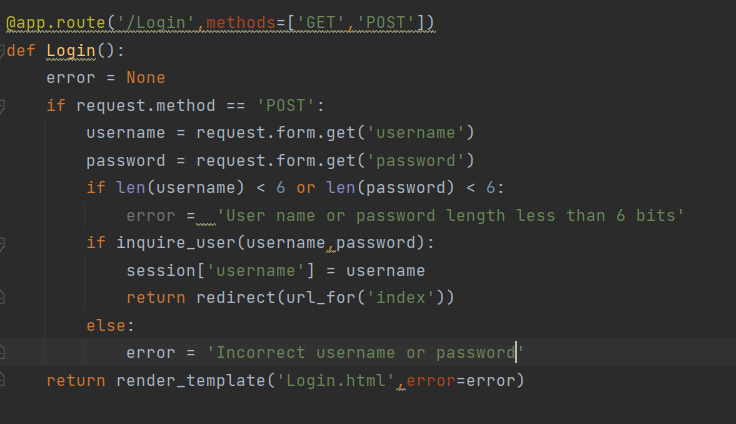 @app.route('/Login',methods=['GET','POST'])
def Login():
    error = None
    if request.method == 'POST':
        username = request.form.get('username')
        password = request.form.get('password')
        if len(username) < 6 or len(password) < 6:
            error =  'User name or password length less than 6 bits'
        if inquire_user(username,password):
            session['username'] = username
            return redirect(url_for('index'))
        else:
            error = 'Incorrect username or password'
    return render_template('Login.html',error=error)